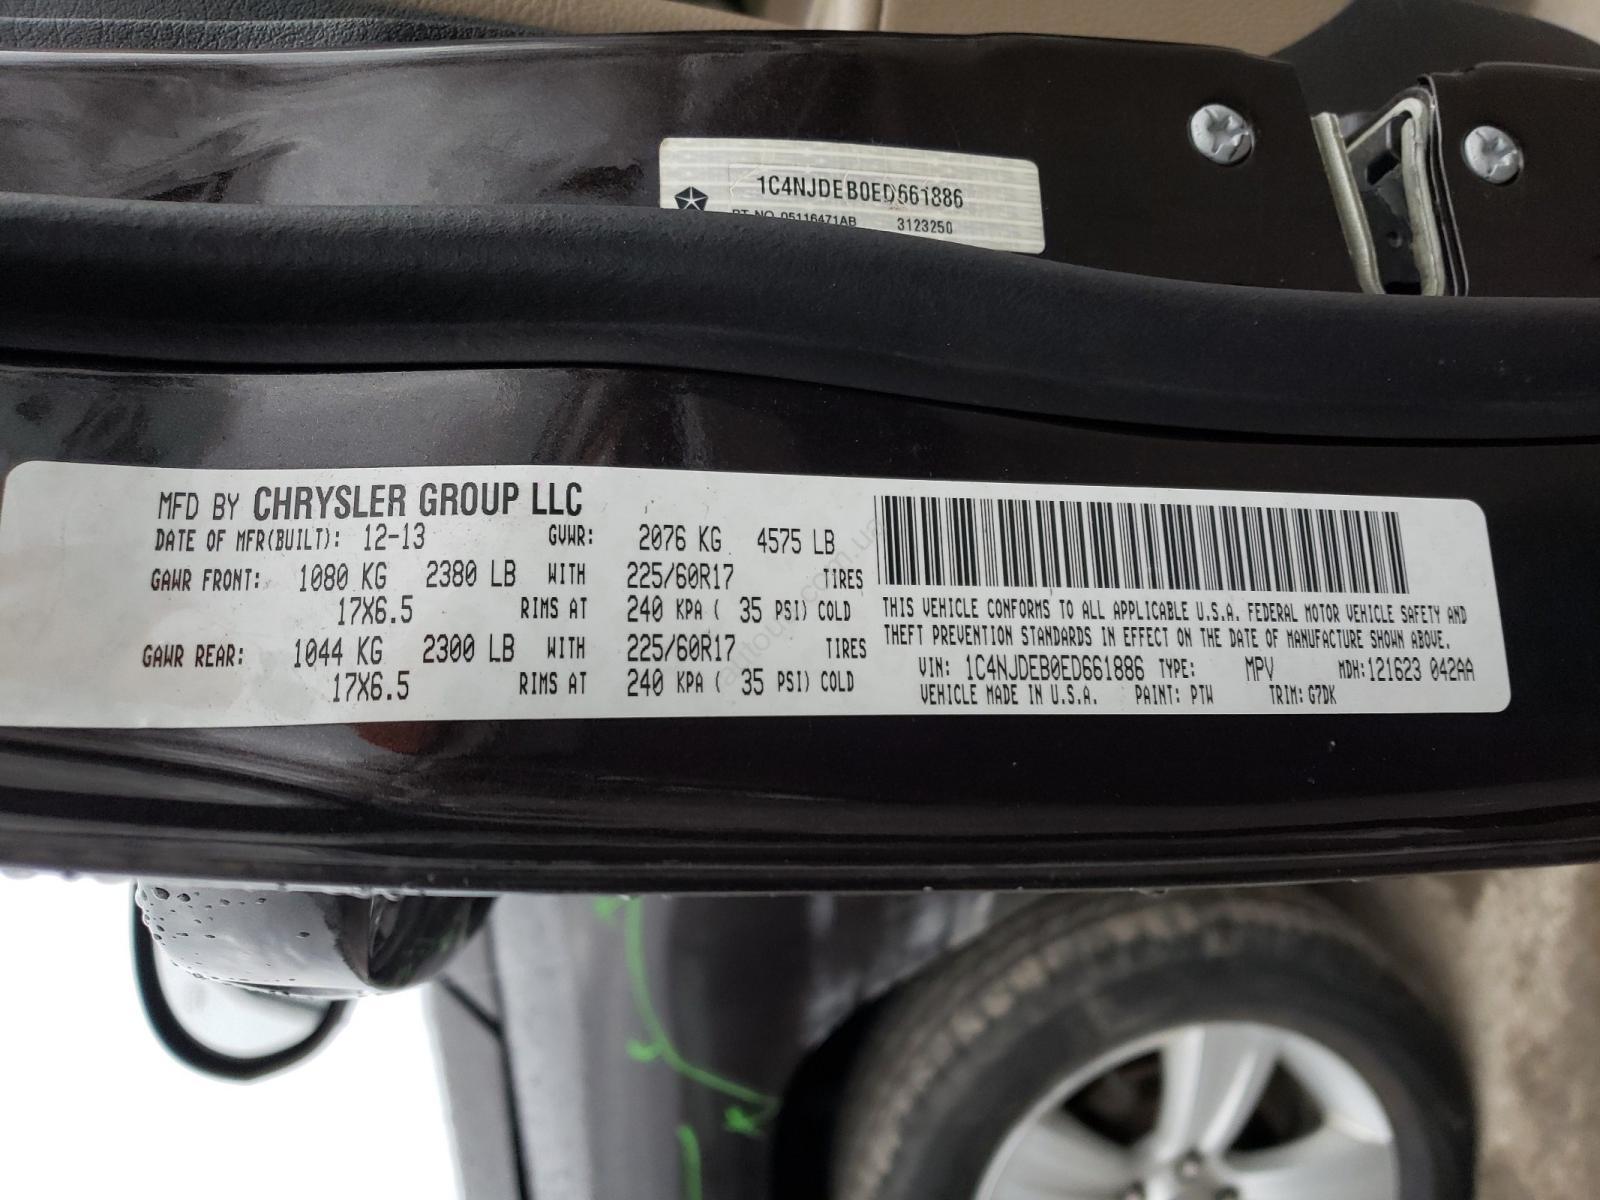 1C4NJDEB0ED661886
PT NO 05116471AB 3123250
MFD BY CHRYSLER GROUP LLC
DATE OF MFR(BUILT): 12-13 GVWR: 2076 KG 4575 LB
GAWR FRONT: 1080 KG 2380 LB WITH 225/60R17 TIRES
17X6.5 RIMS AT 240 KPA ( 35 PSI) COLD
GAWR REAR: 1044 KG 2300 LB WITH 225/60R17 TIRES
17X6.5 RIMS AT 240 KPA ( 35 PSI) COLD
THIS VEHICLE CONFORMS TO ALL APPLICABLE U.S.A. FEDERAL MOTOR VEHICLE SAFETY AND
THEFT PREVENTION STANDARDS IN EFFECT ON THE DATE OF MANUFACTURE SHOWN ABOVE.
VIN: 1C4NJDEB0ED661886 TYPE: MPV MDH:121623 042AA
VEHICLE MADE IN U.S.A. PAINT: PTW TRIM: G7DK